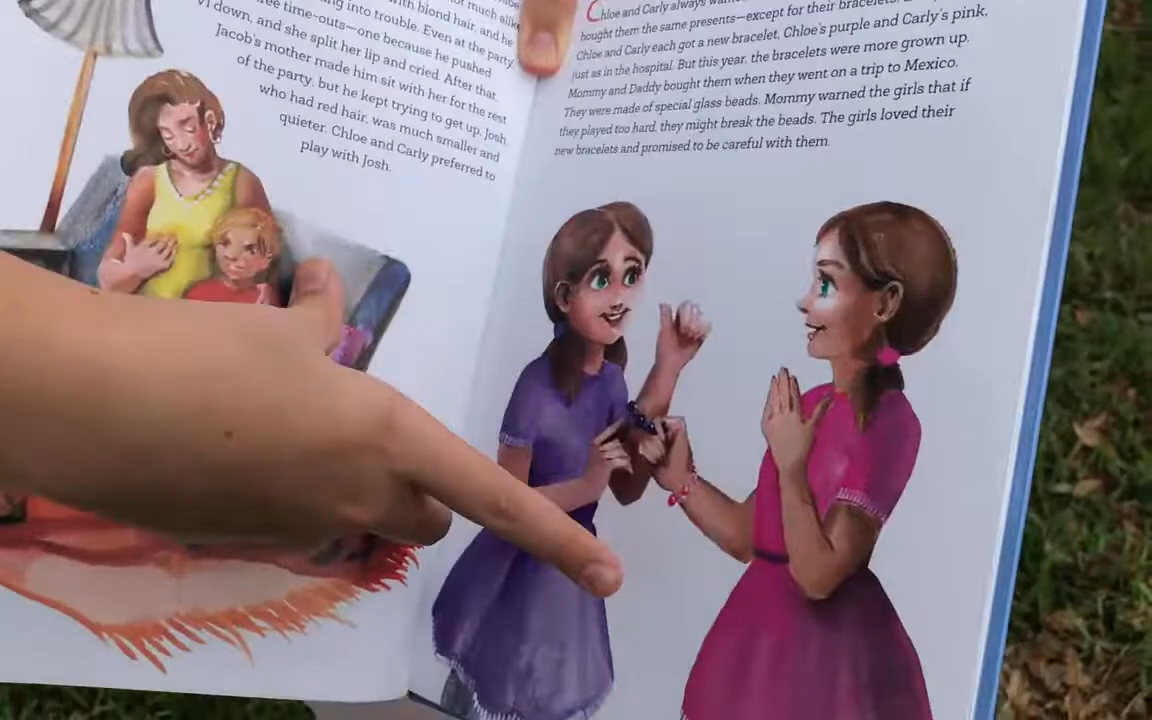 not much alike
with blond hair, and he
ng into trouble. Even at the party,
ree time-outs—one because he pushed
Vi down, and she split her lip and cried. After that,
Jacob's mother made him sit with her for the rest
of the party, but he kept trying to get up. Josh,
who had red hair, was much smaller and
quieter. Chloe and Carly preferred to
play with Josh.
Chloe and Carly always
bought them the same presents—except for their bracelets.
Chloe and Carly each got a new bracelet, Chloe's purple and Carly's pink,
just as in the hospital. But this year, the bracelets were more grown up.
Mommy and Daddy bought them when they went on a trip to Mexico.
They were made of special glass beads. Mommy warned the girls that if
they played too hard, they might break the beads. The girls loved their
new bracelets and promised to be careful with them.